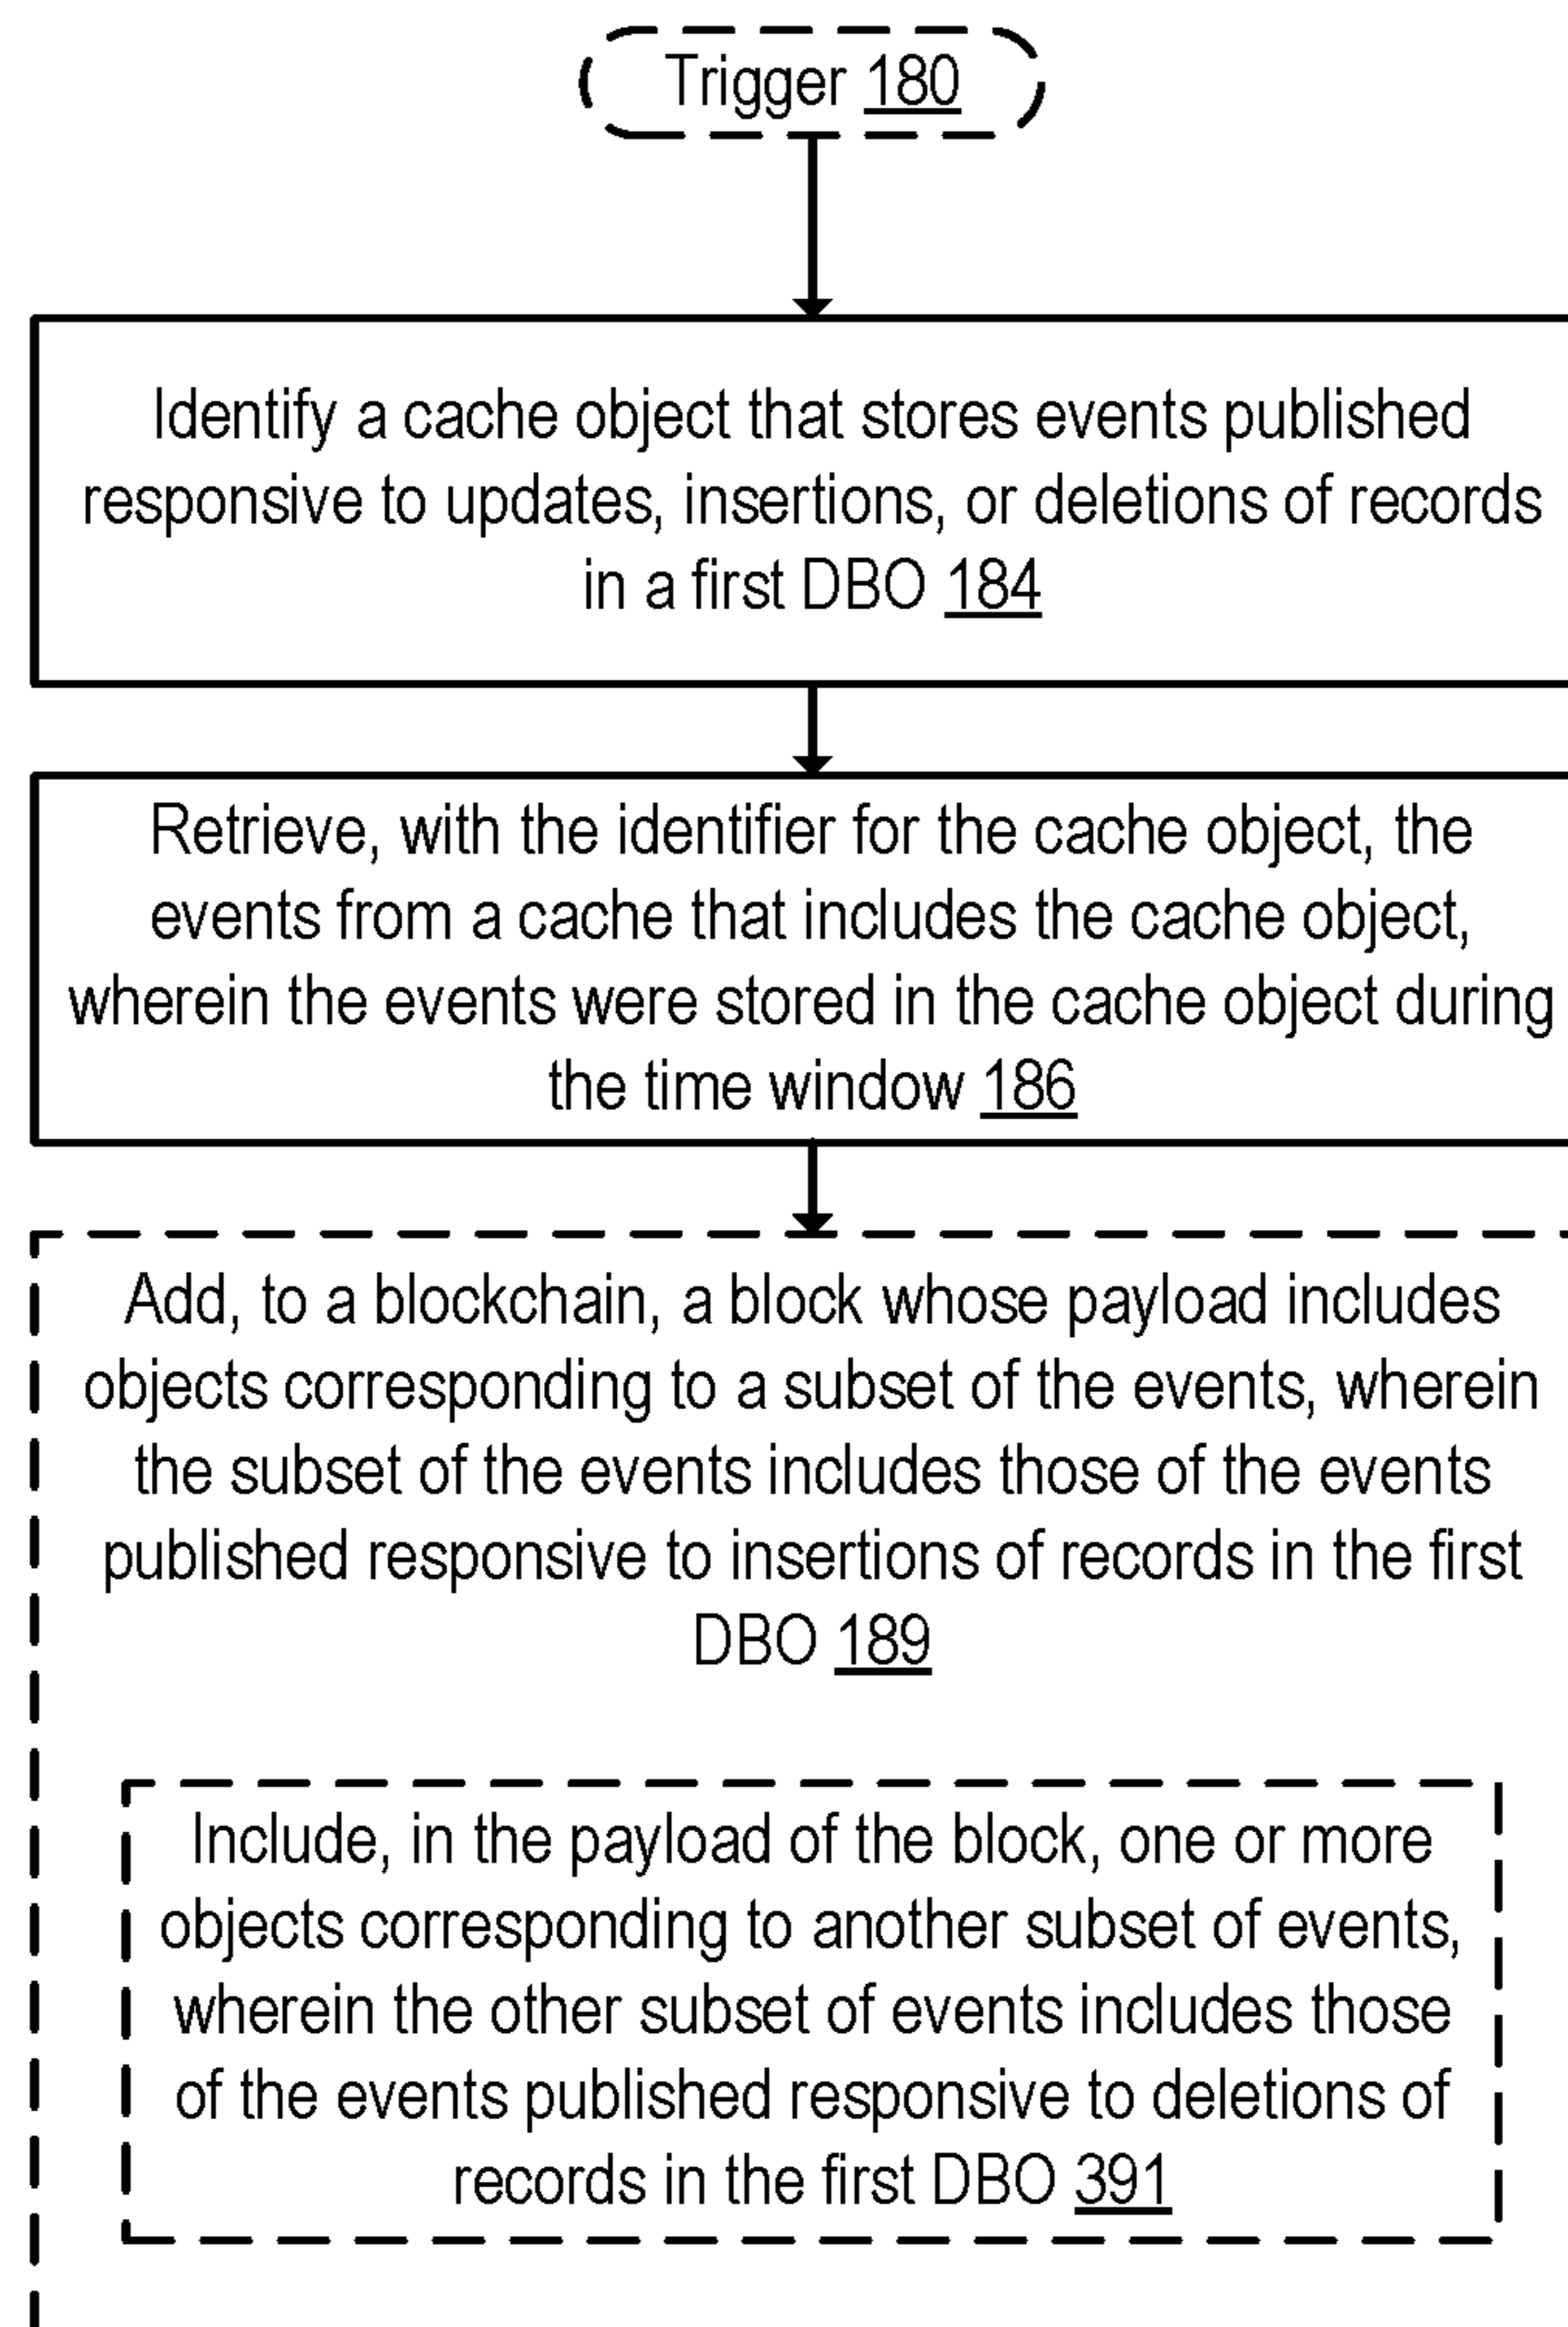 Trigger 180
Identify a cache object that stores events published
responsive to updates, insertions, or deletions of records
in a first DBO 184
Retrieve, with the identifier for the cache object, the
events from a cache that includes the cache object,
wherein the events were stored in the cache object during
the time window 186
Add, to a blockchain, a block whose payload includes
objects corresponding to a subset of the events, wherein
the subset of the events includes those of the events
published responsive to insertions of records in the first
DBO 189
Include, in the payload of the block, one or more
objects corresponding to another subset of events,
wherein the other subset of events includes those
of the events published responsive to deletions of
records in the first DBO 391